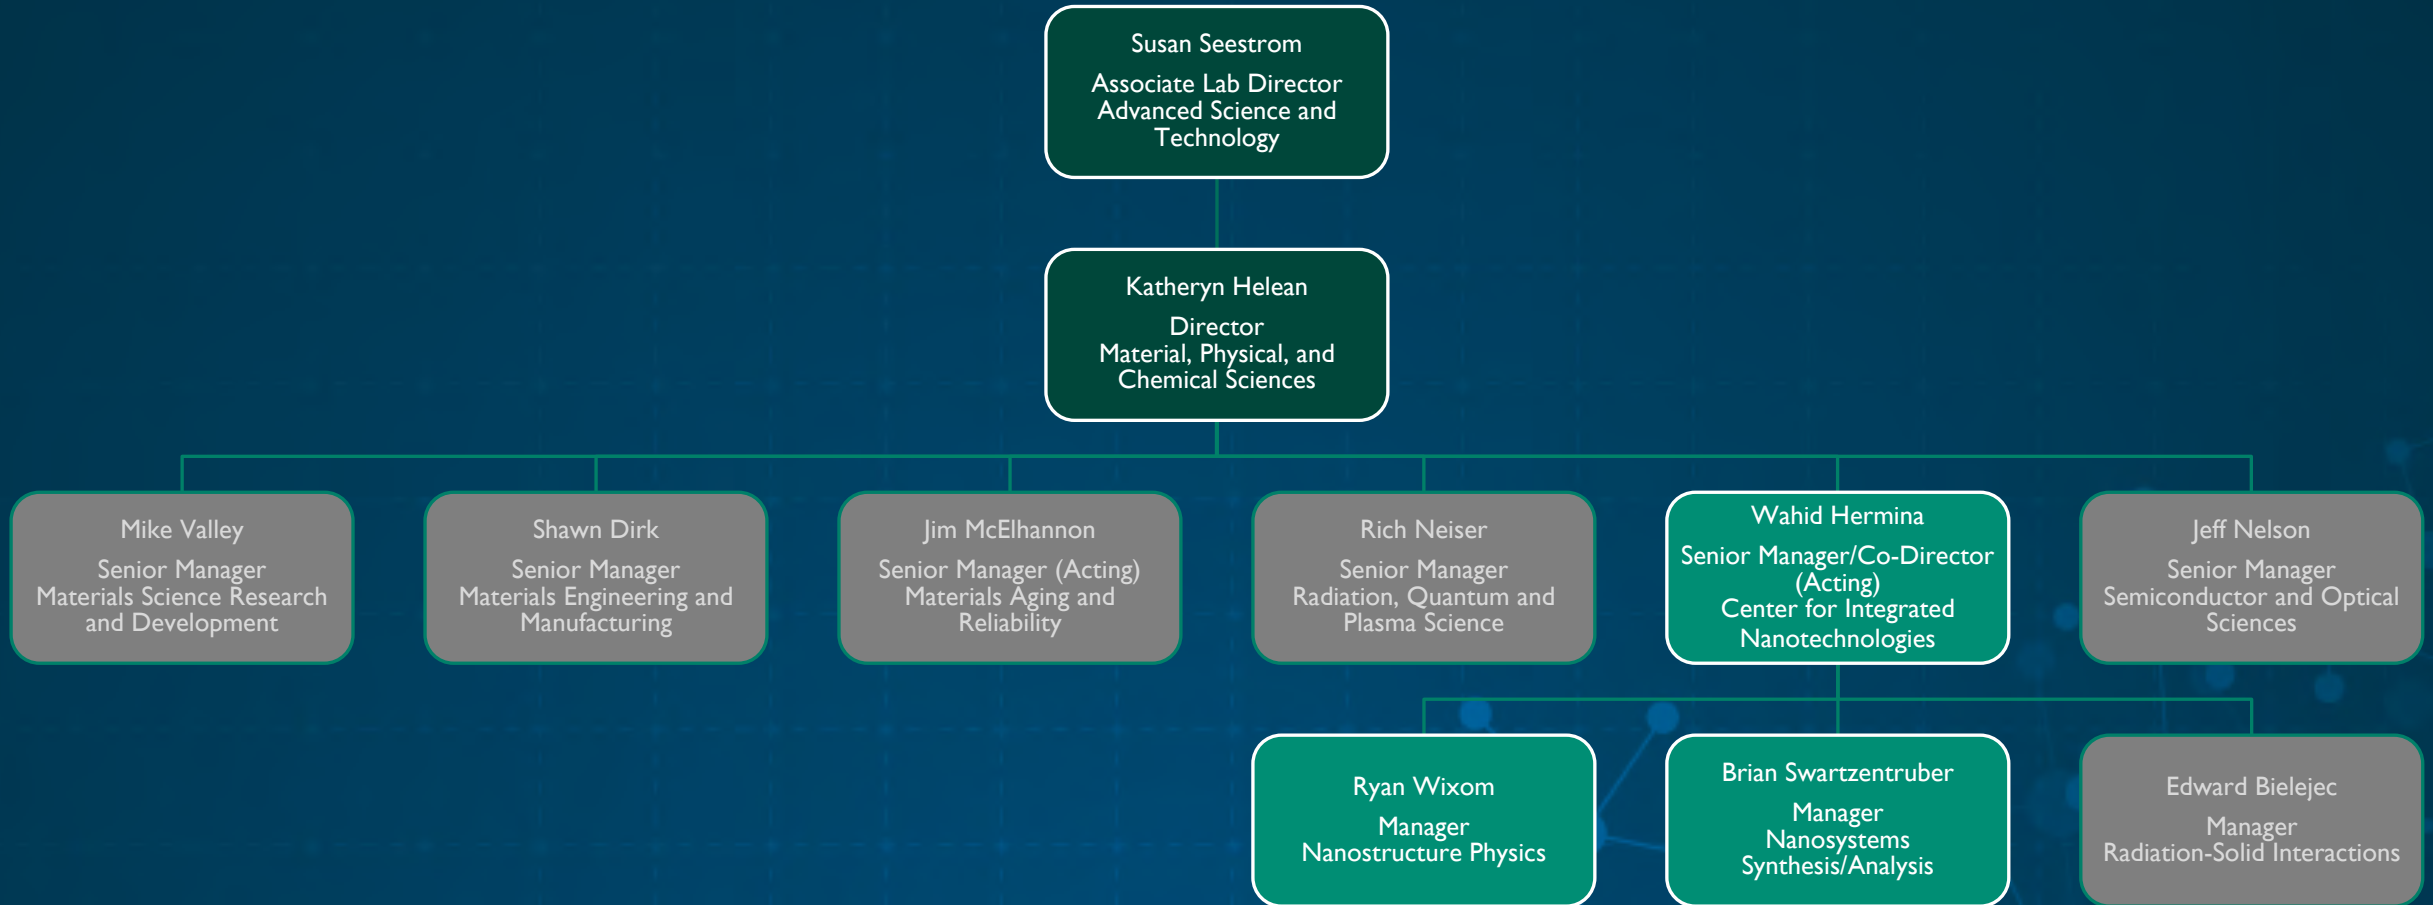 Susan Seestrom
Associate Lab Director
Advanced Science and
Technology
Katheryn Helean
Director
Material, Physical, and
Chemical Sciences
Mike Valley
Senior Manager
Materials Science Research
and Development
Shawn Dirk
Senior Manager
Materials Engineering and
Manufacturing
Jim McElhannon
Senior Manager (Acting)
Materials Aging and
Reliability
Rich Neiser
Senior Manager
Radiation, Quantum and
Plasma Science
Wahid Hermina
Senior Manager/Co-Director
(Acting)
Center for Integrated
Nanotechnologies
Jeff Nelson
Senior Manager
Semiconductor and Optical
Sciences
Ryan Wixom
Manager
Nanostructure Physics
Brian Swartzentruber
Manager
Nanosystems
Synthesis/Analysis
Edward Bielejec
Manager
Radiation-Solid Interactions